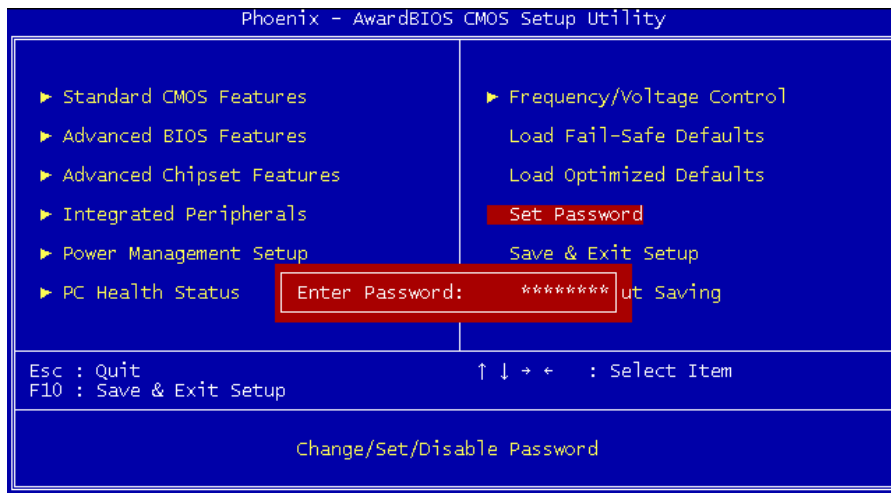 Phoenix - AwardBIOS CMOS Setup Utility
► Standard CMOS Features
► Advanced BIOS Features
► Advanced Chipset Features
► Integrated Peripherals
► Power Management Setup
► PC Health Status
► Frequency/Voltage Control
Load Fail-Safe Defaults
Load Optimized Defaults
Set Password
Save & Exit Setup
ut Saving
Enter Password: ********
Esc : Quit
F10 : Save & Exit Setup
↑ ↓ → ← : Select Item
Change/Set/Disable Password